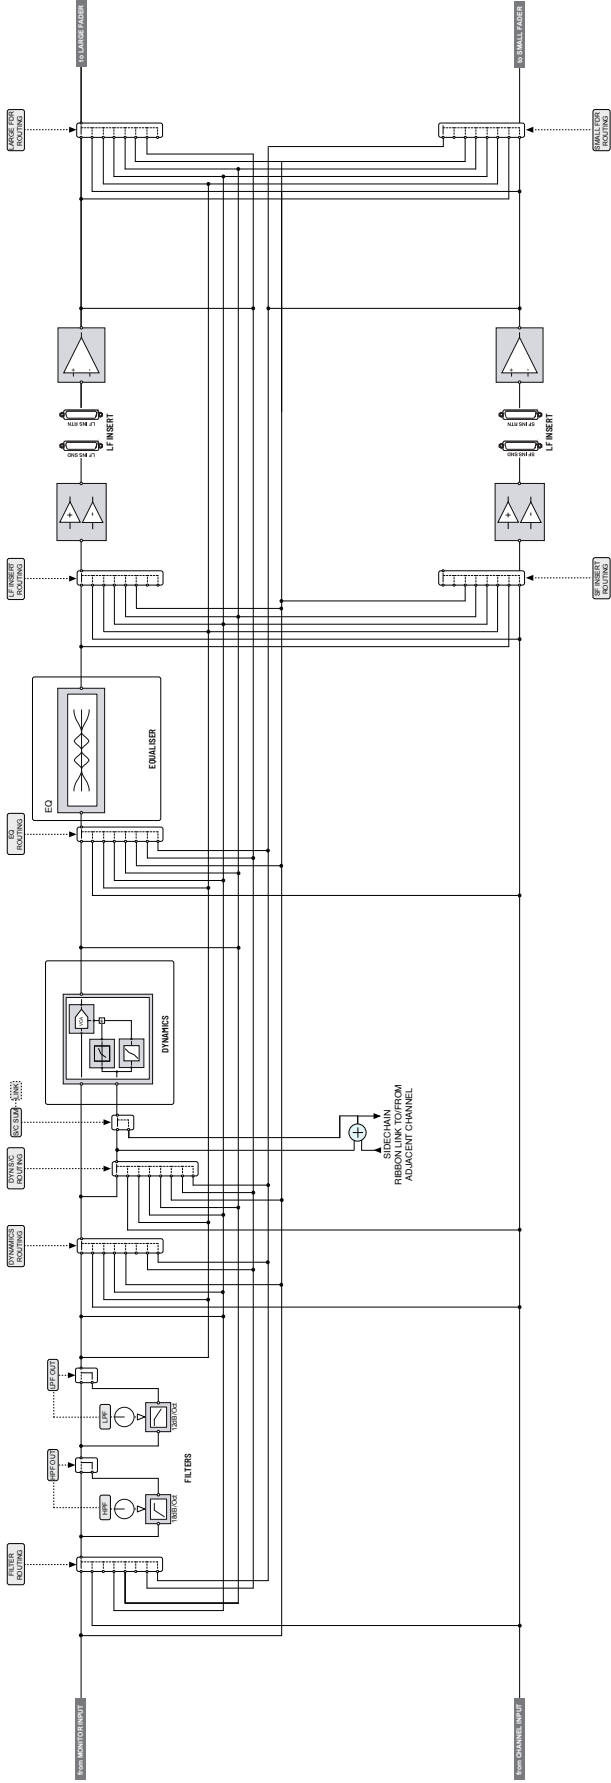 to LARGE FADER
to SMALL FADER
LARGE FDR
ROUTING
SMALL FDR
ROUTING
LF INS RTN
LF INS SND
LF INSERT
SF INS RTN
SF INS SND
LF INSERT
LF INSERT
ROUTING
SF INSERT
ROUTING
EQ
EQUALISER
EQ
ROUTING
VCA
DYNAMICS
S/C SUM
LINK
DYN S/C
ROUTING
SIDECHAIN
RIBBON LINK TO/FROM
ADJACENT CHANNEL
DYNAMICS
ROUTING
LPF OUT
LPF
12dB/Oct
HPF OUT
HPF
18dB/Oct
FILTERS
FILTER
ROUTING
from MONITOR INPUT
from CHANNEL INPUT